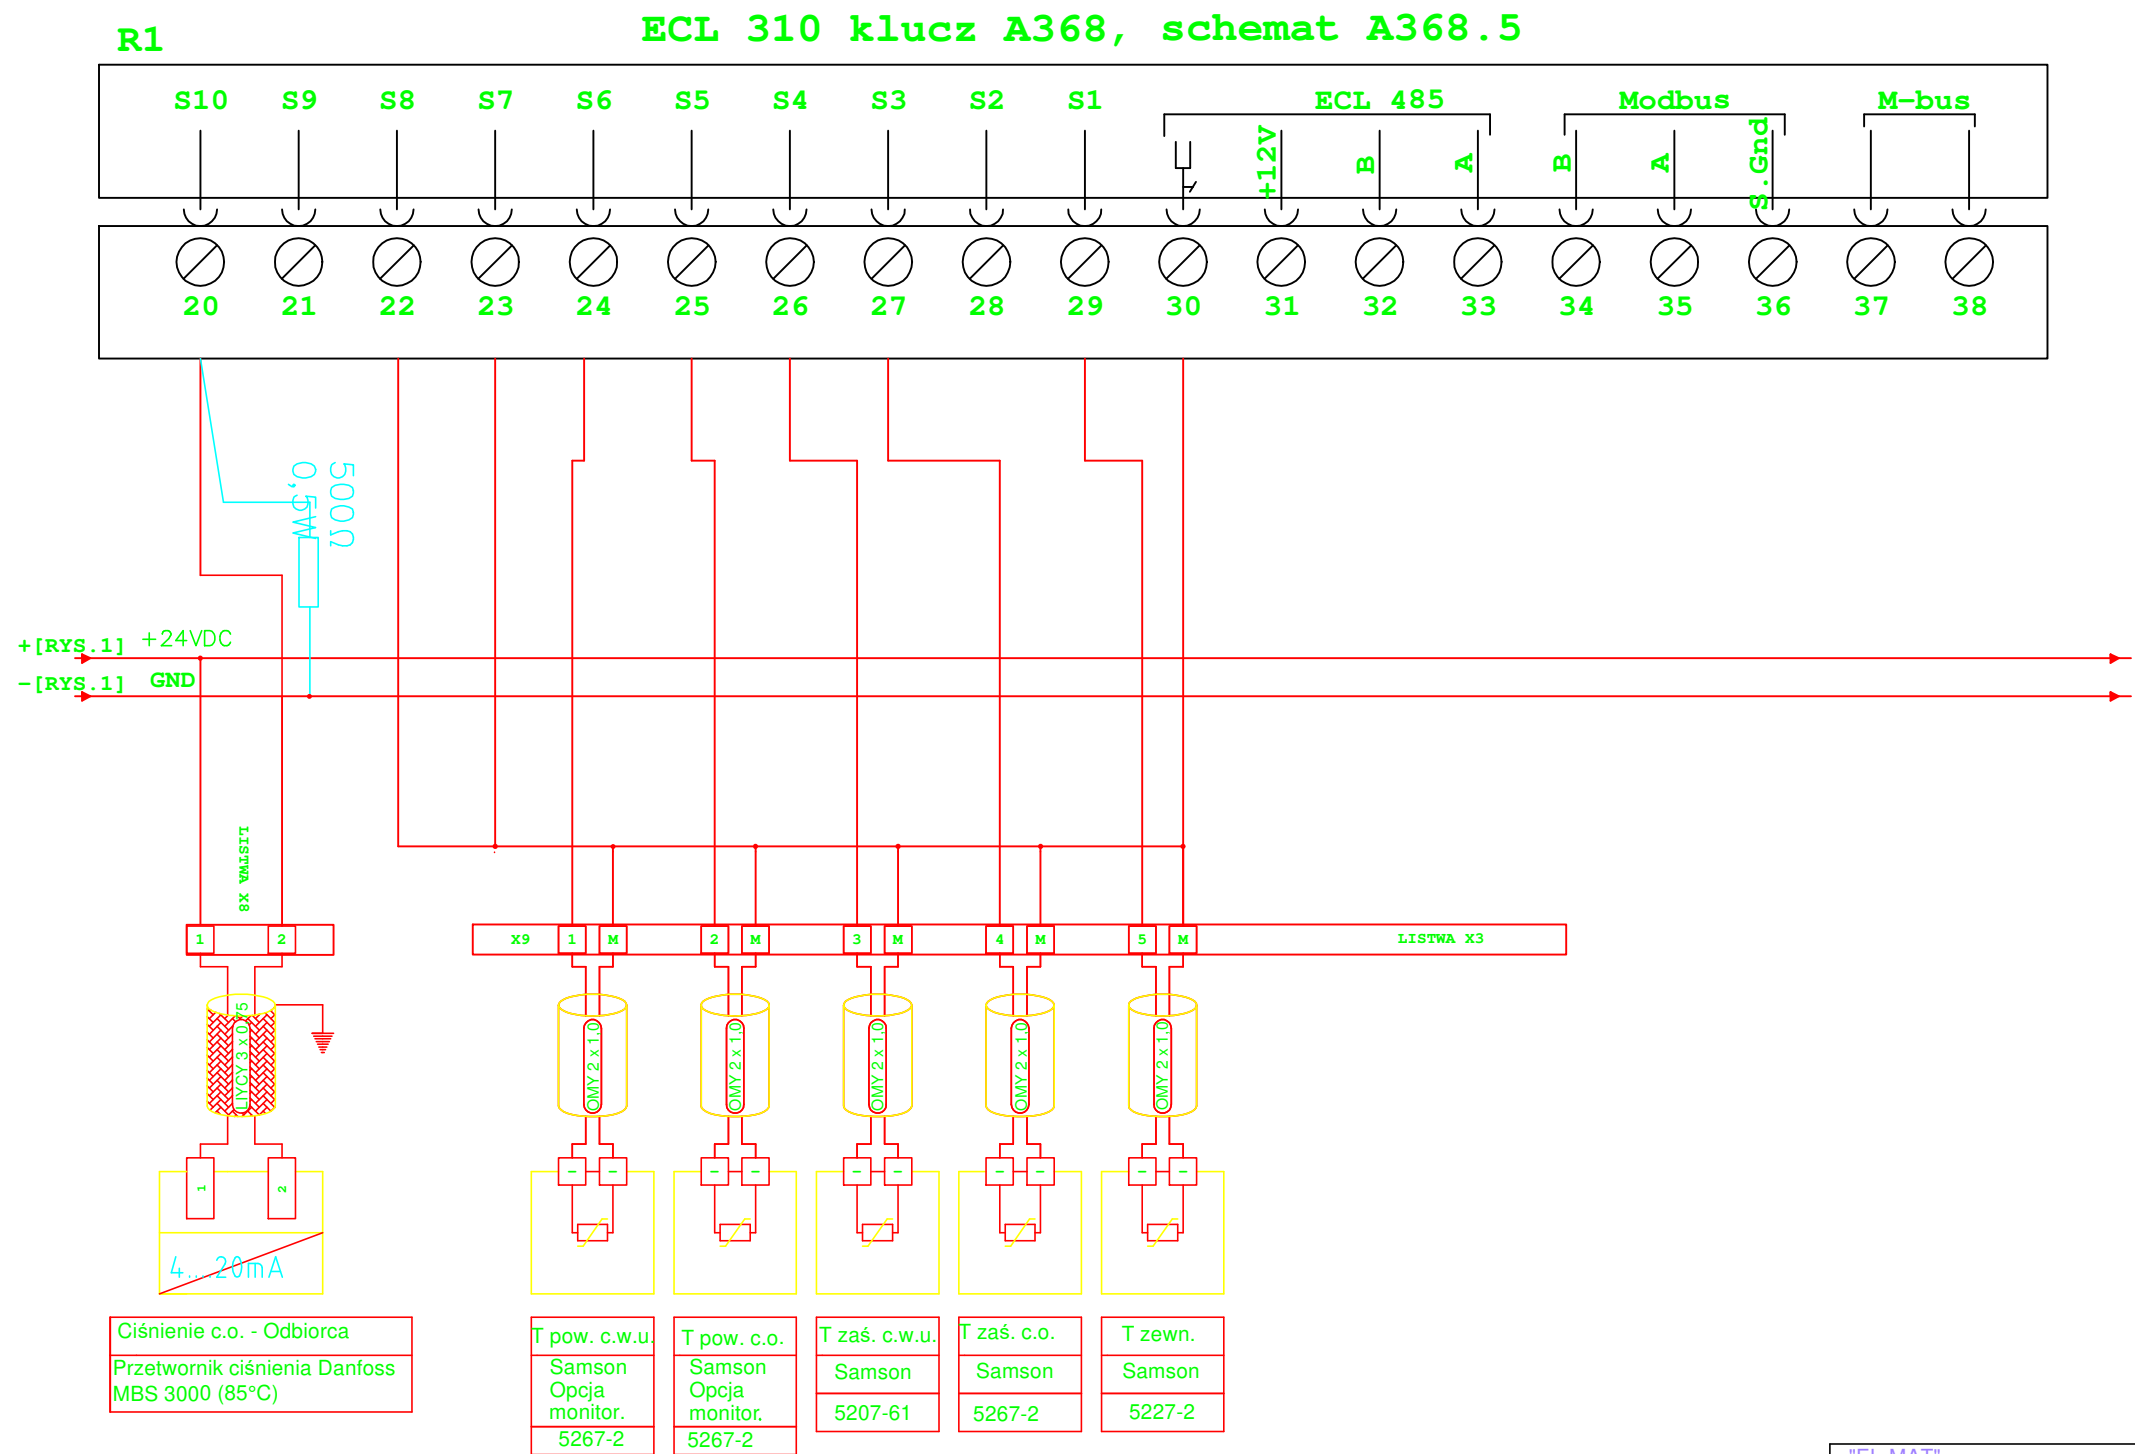 ECL 310 klucz A368, schemat A368.5
R1
S10 S9 S8 S7 S6 S5 S4 S3 S2 S1 ECL 485 Modbus M-bus
+12V B A B A S.Gnd
20 21 22 23 24 25 26 27 28 29 30 31 32 33 34 35 36 37 38
500Ω
0,5W
+[RYS.1] +24VDC
-[RYS.1] GND
LISTWA X8
1 2 X9 1 M 2 M 3 M 4 M 5 M LISTWA X3
LIYCY 3 x 0.75 OMY 2 x 1,0 OMY 2 x 1,0 OMY 2 x 1,0 OMY 2 x 1,0 OMY 2 x 1,0
1 2 - - - - - - - - - -
4....20mA
Ciśnienie c.o. - Odbiorca
Przetwornik ciśnienia Danfoss
MBS 3000 (85°C)
T pow. c.w.u.
Samson
Opcja
monitor.
5267-2
T pow. c.o.
Samson
Opcja
monitor.
5267-2
T zaś. c.w.u.
Samson
5207-61
T zaś. c.o.
Samson
5267-2
T zewn.
Samson
5227-2